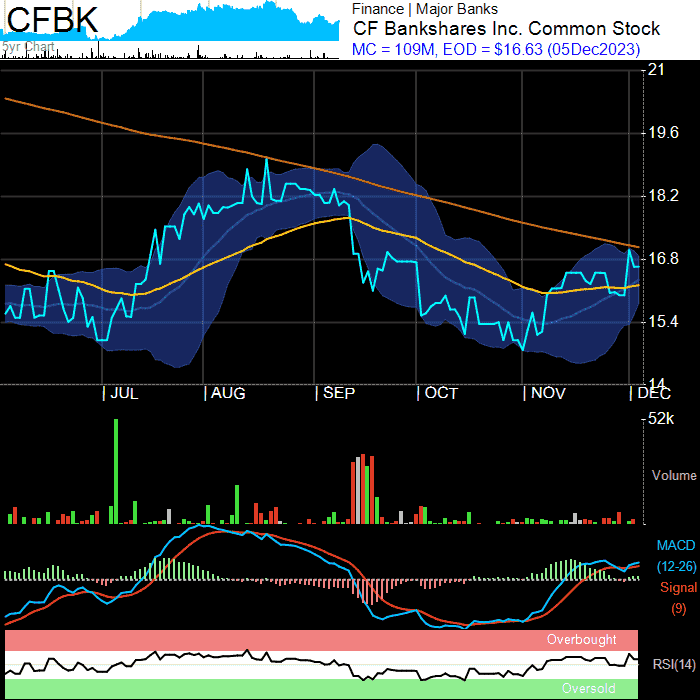 CFBK
5yr Chart
Finance | Major Banks
CF Bankshares Inc. Common Stock
MC = 109M, EOD = $16.63 (05Dec2023)
21
19.6
18.2
16.8
15.4
14
JUL
AUG
SEP
OCT
NOV
DEC
52k
Volume
MACD
(12-26)
Signal
(9)
Overbought
RSI(14)
Oversold